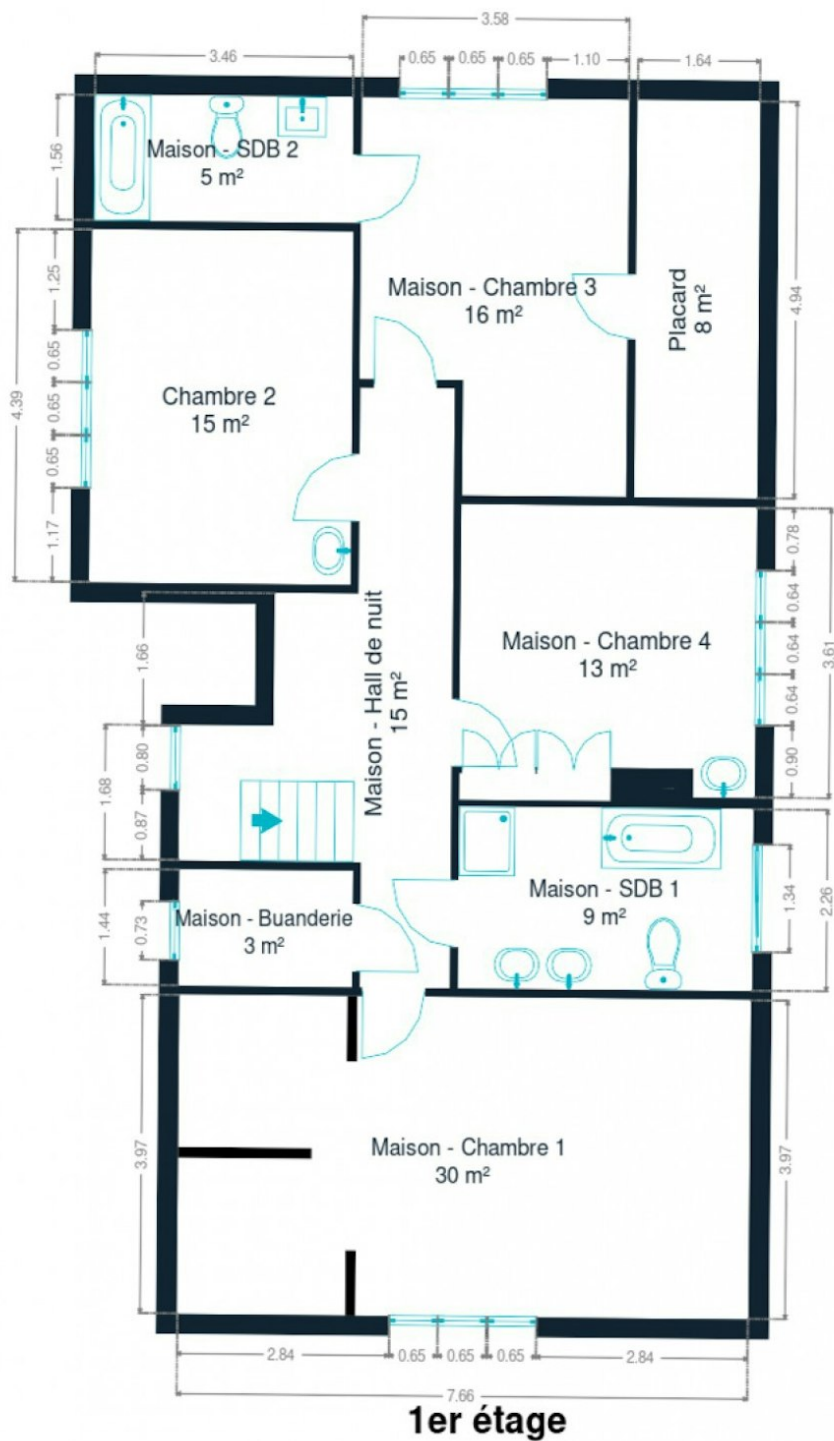 3.58
3.46
0.65
0.65
0.65
1.10
1.64
1.56
Maison - SDB 2
5 m²
4.39
1.25
0.65
0.65
0.65
1.17
Maison - Chambre 3
16 m²
Placard
8 m²
4.94
Chambre 2
15 m²
1.66
Maison - Hall de nuit
15 m²
Maison - Chambre 4
13 m²
0.78
0.64
0.64
0.64
0.90
3.61
1.68
0.80
0.87
1.44
0.73
Maison - Buanderie
3 m²
Maison - SDB 1
9 m²
1.34
2.26
3.97
Maison - Chambre 1
30 m²
3.97
2.84
0.65
0.65
0.65
2.84
7.66
1er étage